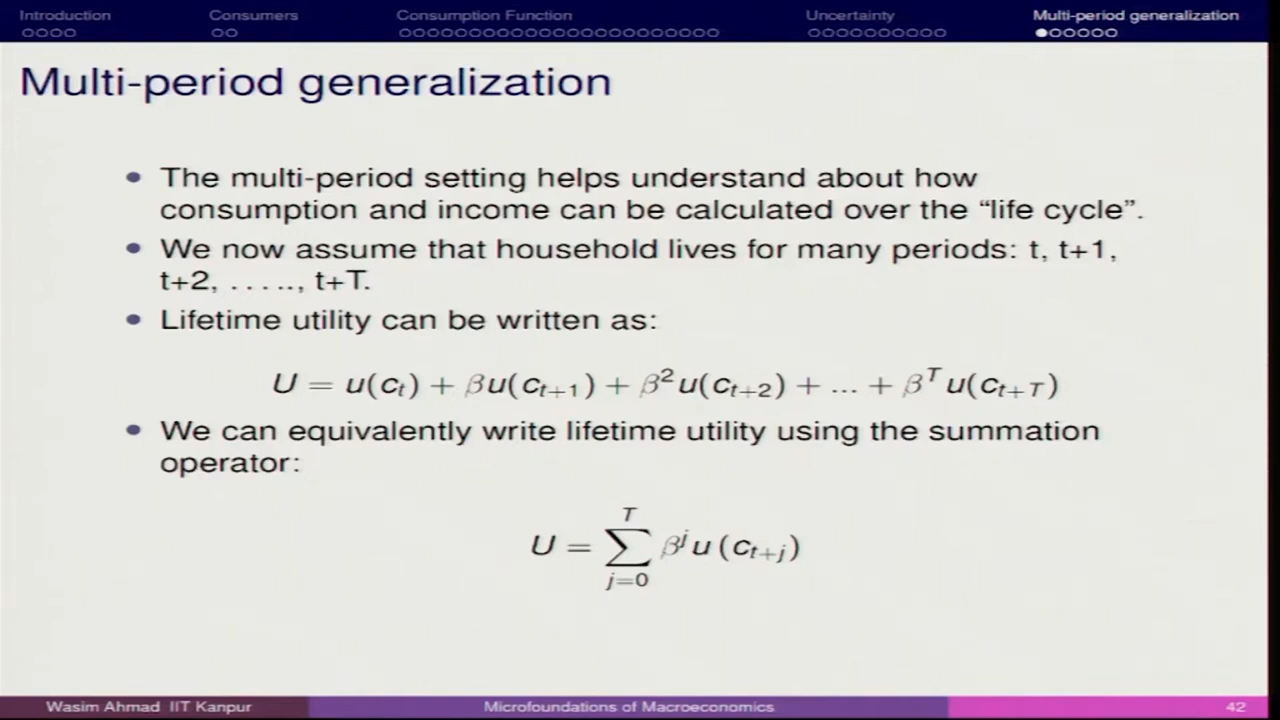 Introduction Consumers Consumption Function Uncertainty Multi-period generalization
Multi-period generalization
• The multi-period setting helps understand about how
consumption and income can be calculated over the “life cycle”.
• We now assume that household lives for many periods: t, t+1,
t+2, ....., t+T.
• Lifetime utility can be written as:
U = u(c_t) + βu(c_{t+1}) + β^2 u(c_{t+2}) + ... + β^T u(c_{t+T})
• We can equivalently write lifetime utility using the summation
operator:
U = \sum_{j=0}^{T} β^j u (c_{t+j})
Wasim Ahmad IIT Kanpur Microfoundations of Macroeconomics 42